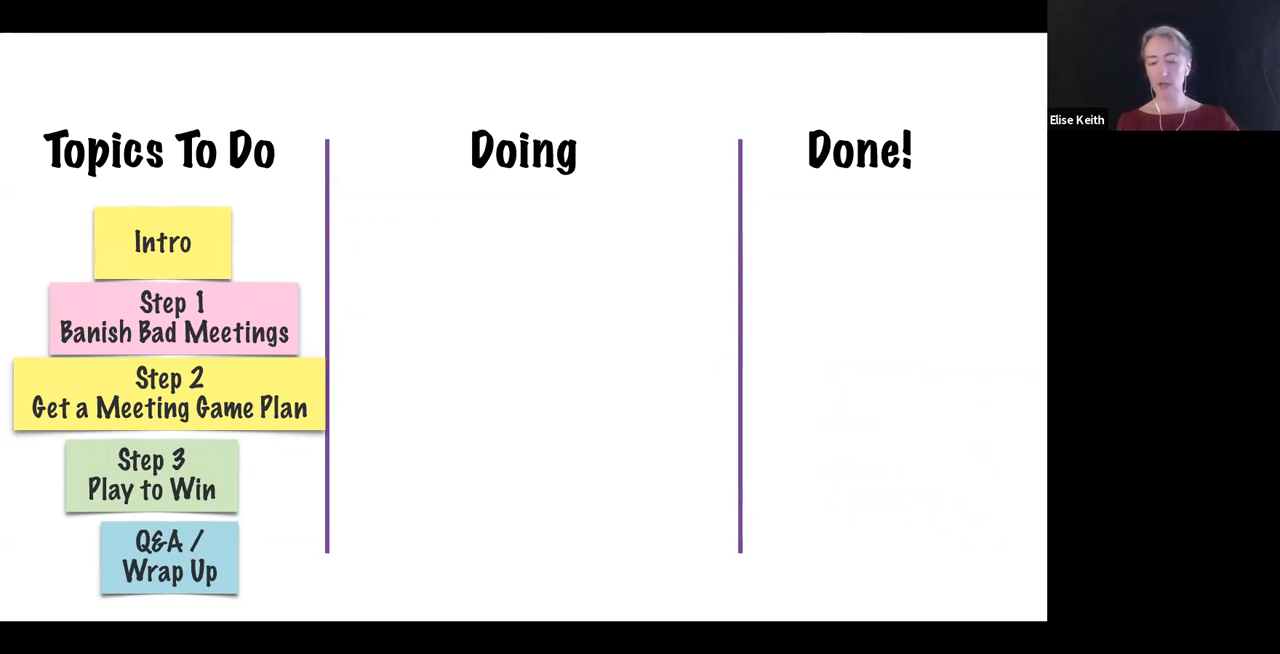 Topics To Do
Doing
Done!
Elise Keith
Intro
Step 1
Banish Bad Meetings
Step 2
Get a Meeting Game Plan
Step 3
Play to Win
Q&A /
Wrap Up